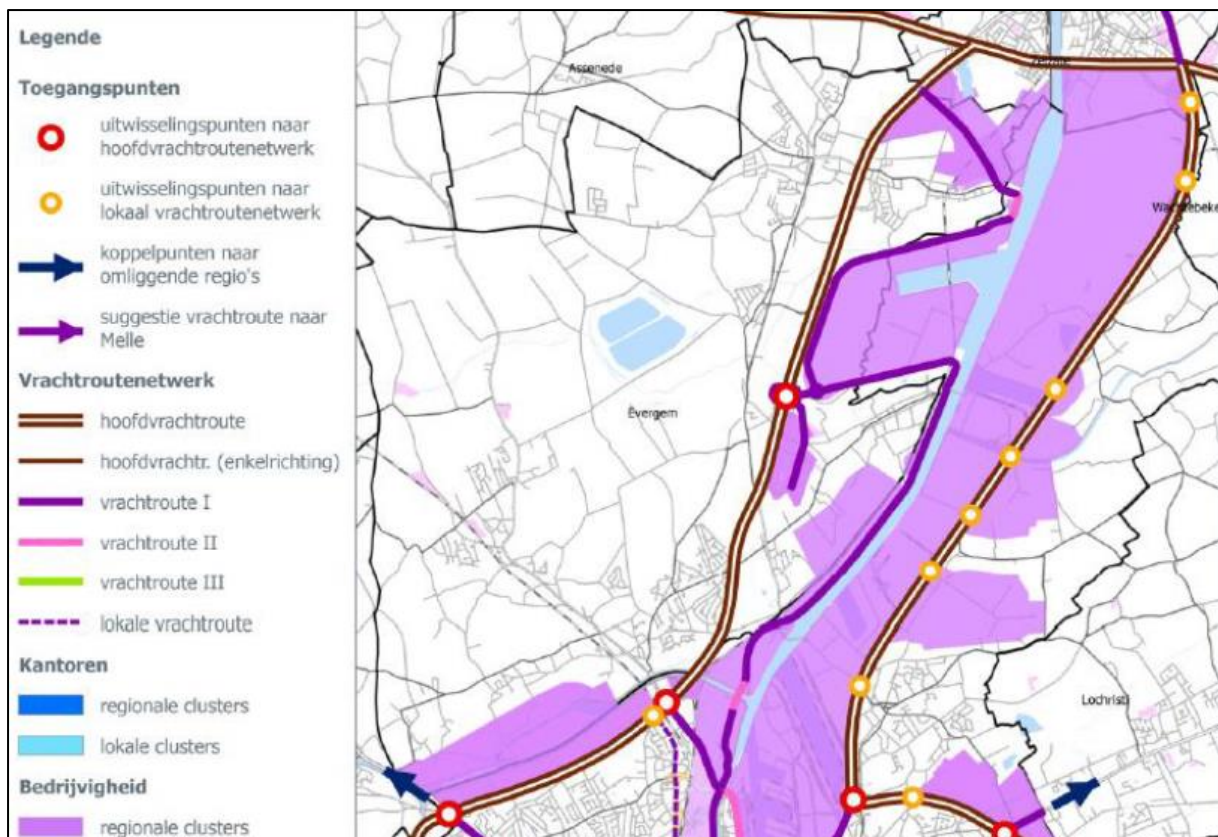 Legende
Toegangspunten
uitwisselingspunten naar
hoofdvrachtroutenetwerk
uitwisselingspunten naar
lokaal vrachtroutenetwerk
koppelpunten naar
omliggende regio's
suggestie vrachtroute naar
Melle
Vrachtroutenetwerk
hoofdvrachtroute
hoofdvrachtr. (enkelrichting)
vrachtroute I
vrachtroute II
vrachtroute III
lokale vrachtroute
Kantoren
regionale clusters
lokale clusters
Bedrijvigheid
regionale clusters
Assenede
Evergem
Lochristi